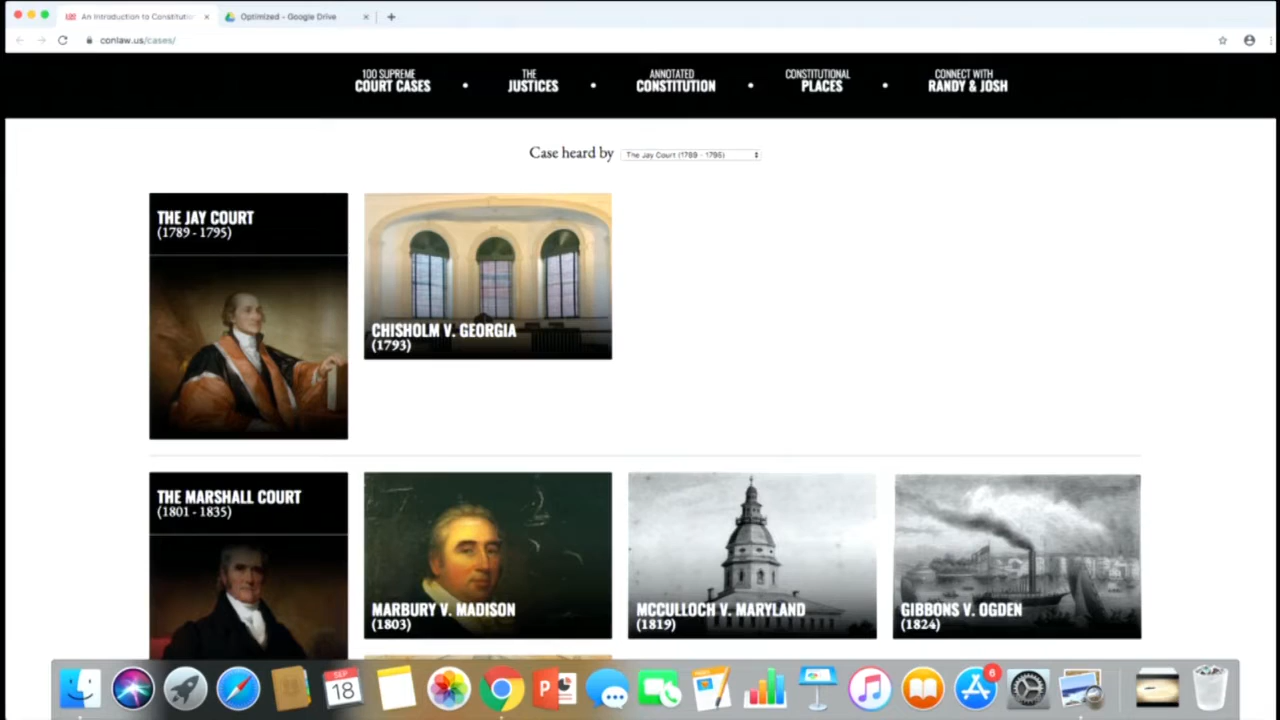 An Introduction to Constitution
Optimized - Google Drive
conlaw.us/cases/
100 SUPREME
COURT CASES
THE
JUSTICES
ANNOTATED
CONSTITUTION
CONSTITUTIONAL
PLACES
CONNECT WITH
RANDY & JOSH
Case heard by
The Jay Court (1789 - 1795)
THE JAY COURT
(1789 - 1795)
CHISHOLM V. GEORGIA
(1793)
THE MARSHALL COURT
(1801 - 1835)
MARBURY V. MADISON
(1803)
MCCULLOCH V. MARYLAND
(1819)
GIBBONS V. OGDEN
(1824)
SEP
18
P
6